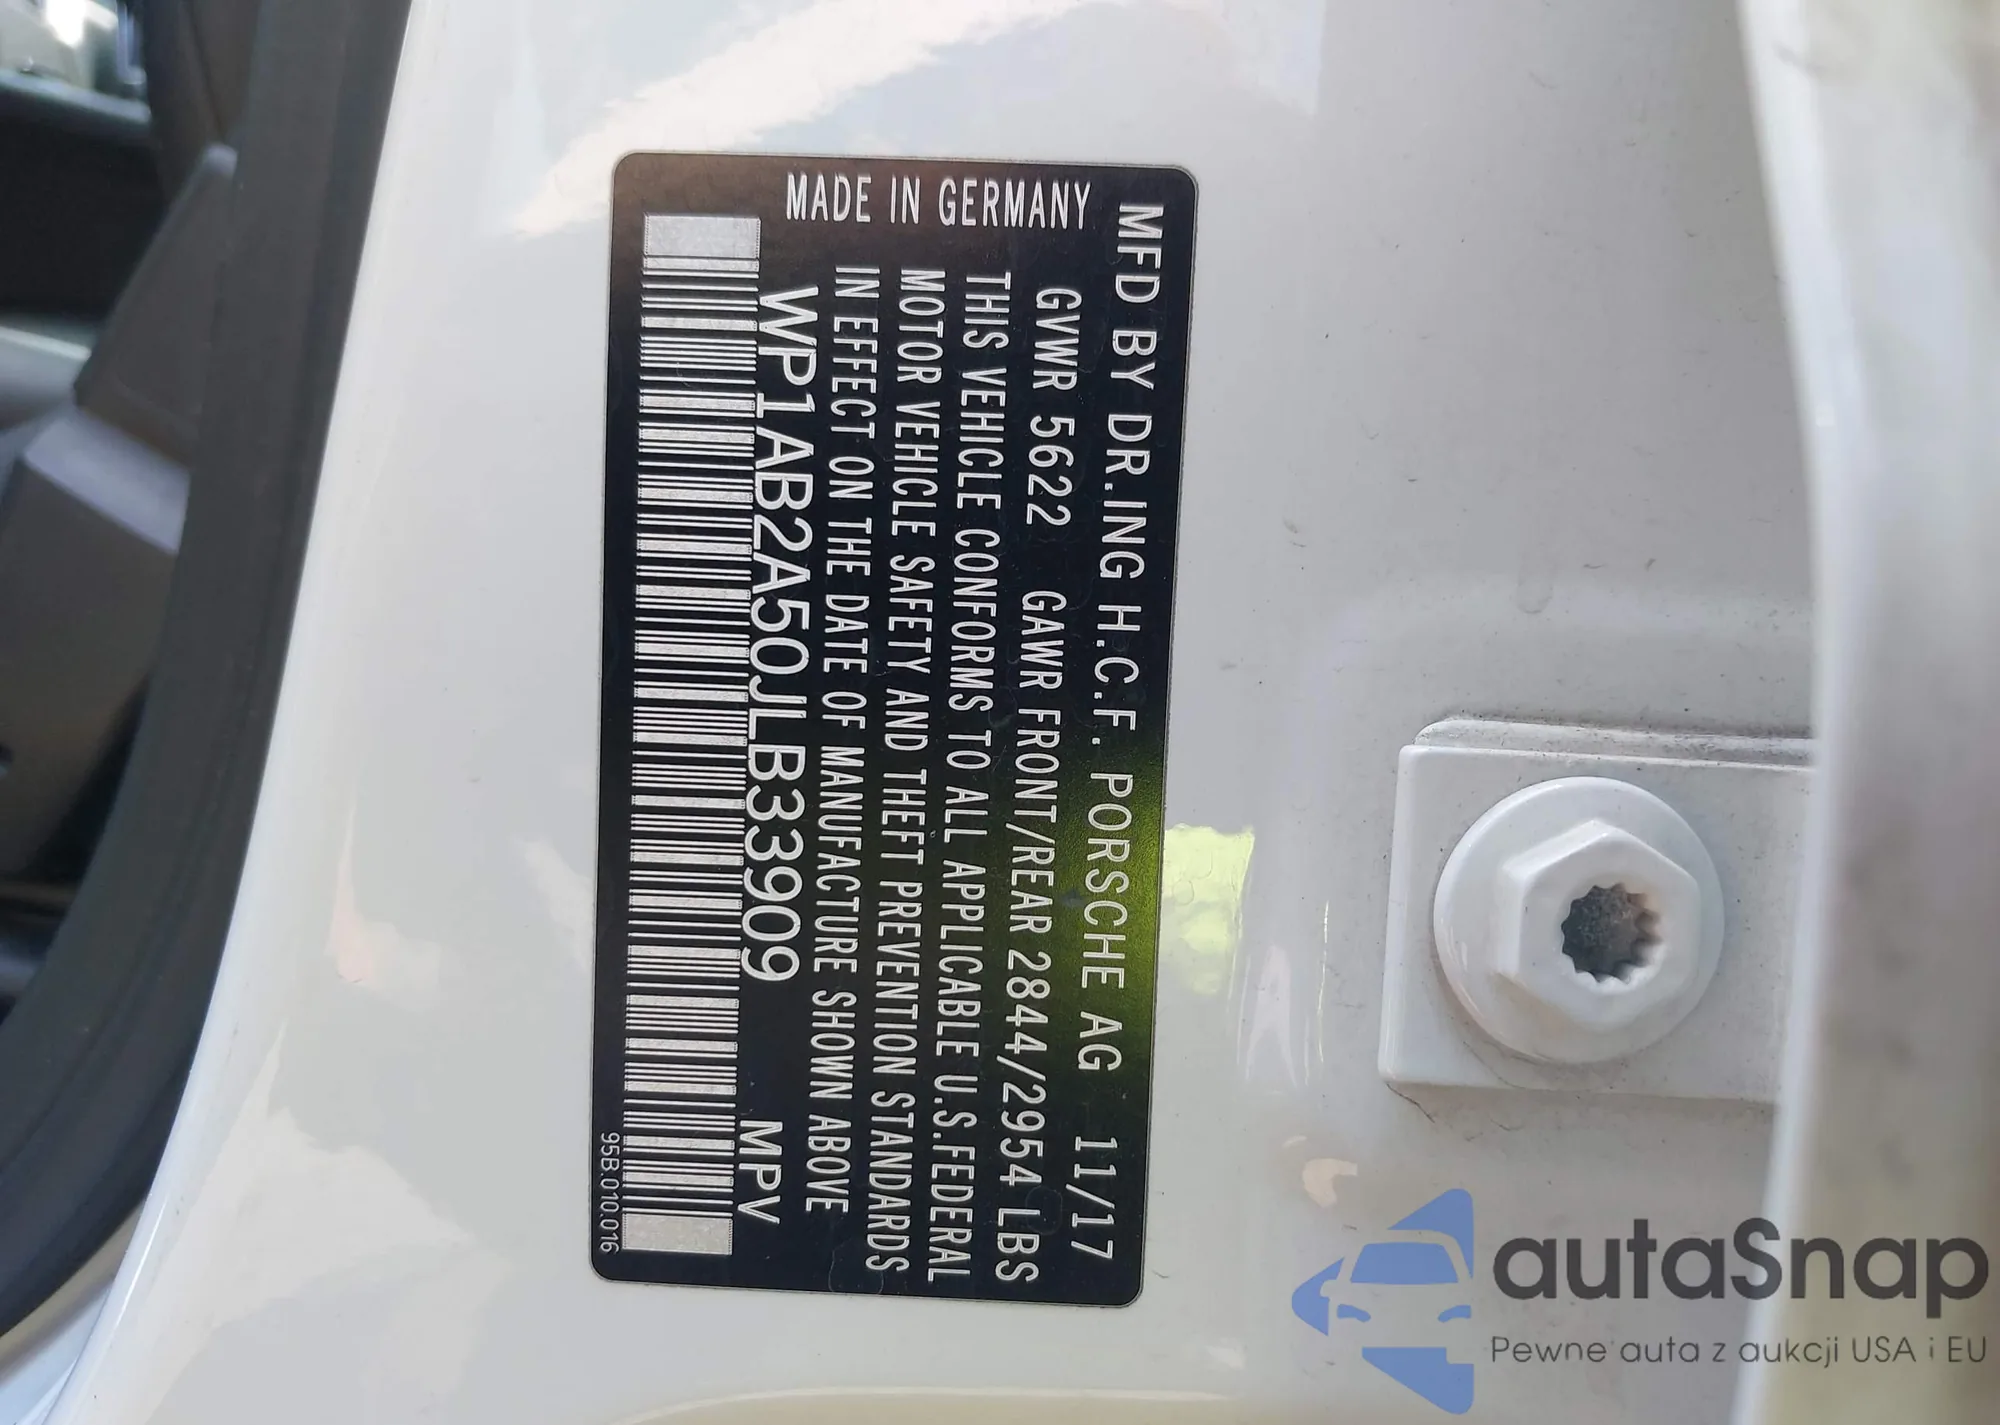 MFD BY DR.ING H.C.F. PORSCHE AG 11/17
GVWR 5622 GAWR FRONT/REAR 2844/2954 LBS
THIS VEHICLE CONFORMS TO ALL APPLICABLE U.S.FEDERAL
MOTOR VEHICLE SAFETY AND THEFT PREVENTION STANDARDS
IN EFFECT ON THE DATE OF MANUFACTURE SHOWN ABOVE
WP1AB2A50JLB33909 MPV
MADE IN GERMANY
95B.010.016
autaSnap
Pewne auta z aukcji USA i EU